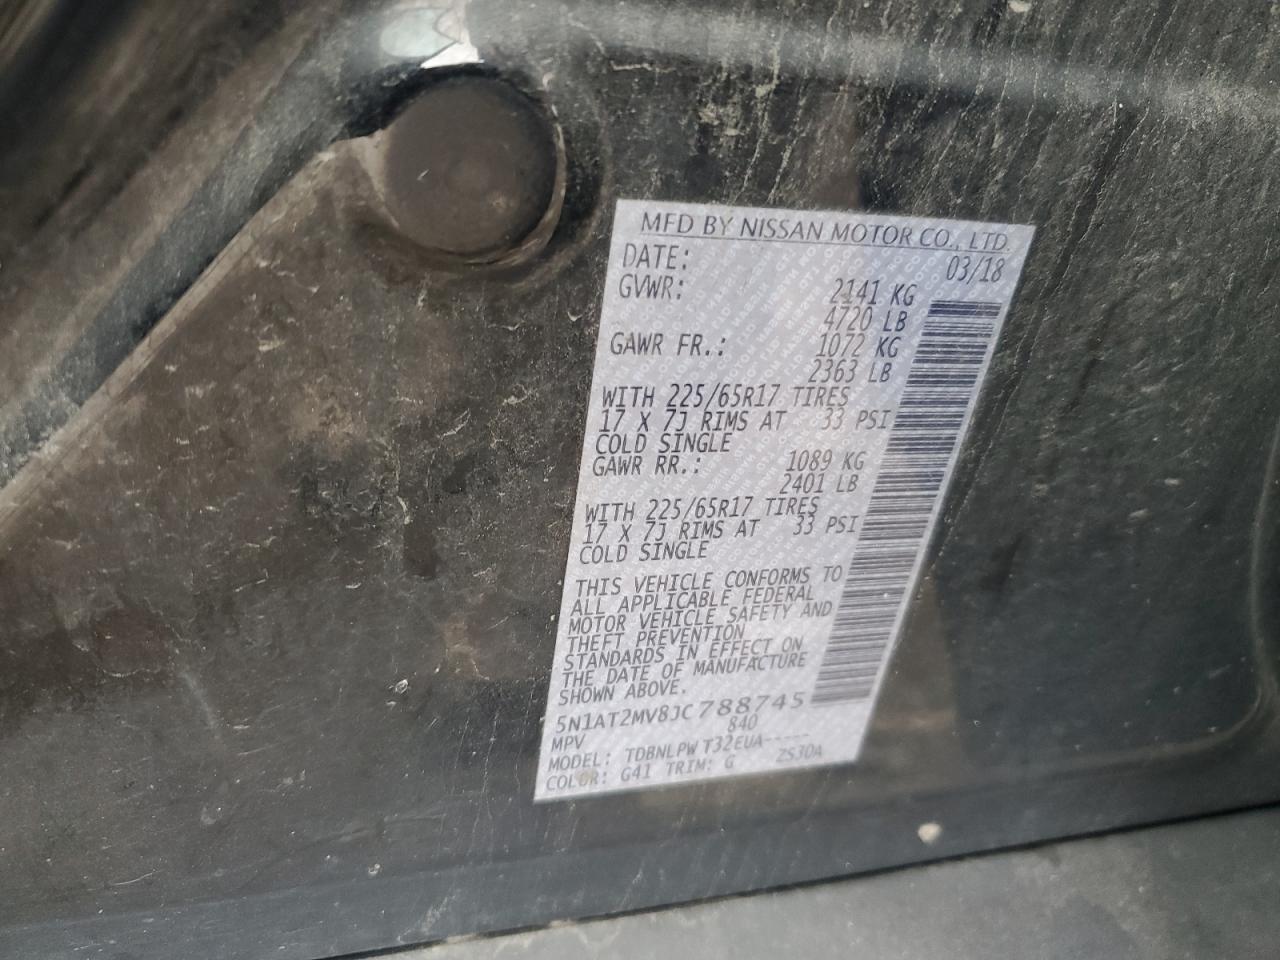 MFD BY NISSAN MOTOR CO., LTD.
DATE: 03/18
GVWR: 2141 KG
4720 LB
GAWR FR.: 1072 KG
2363 LB
WITH 225/65R17 TIRES
17 X 7J RIMS AT 33 PSI
COLD SINGLE
GAWR RR.: 1089 KG
2401 LB
WITH 225/65R17 TIRES
17 X 7J RIMS AT 33 PSI
COLD SINGLE
THIS VEHICLE CONFORMS TO
ALL APPLICABLE FEDERAL
MOTOR VEHICLE SAFETY AND
THEFT PREVENTION
STANDARDS IN EFFECT ON
THE DATE OF MANUFACTURE
SHOWN ABOVE.
5N1AT2MV8JC788745
MPV 840
MODEL: TDBNLPW T32EUA-----
COLOR: G41 TRIM: G ZS30A